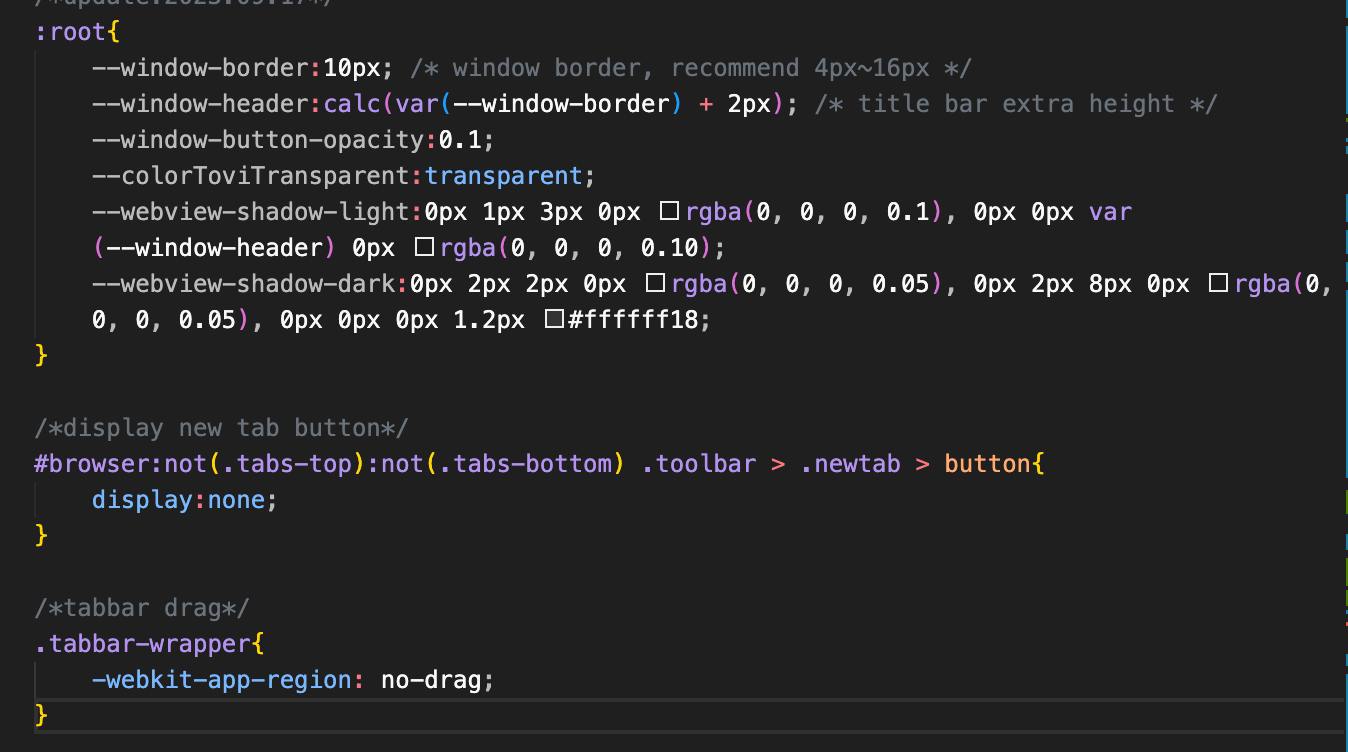 /*update:2023.09.17*/
:root{
--window-border:10px; /* window border, recommend 4px~16px */
--window-header:calc(var(--window-border) + 2px); /* title bar extra height */
--window-button-opacity:0.1;
--colorToviTransparent:transparent;
--webview-shadow-light:0px 1px 3px 0px rgba(0, 0, 0, 0.1), 0px 0px var
(--window-header) 0px rgba(0, 0, 0, 0.10);
--webview-shadow-dark:0px 2px 2px 0px rgba(0, 0, 0, 0.05), 0px 2px 8px 0px rgba(0,
0, 0, 0.05), 0px 0px 0px 1.2px #ffffff18;
}
/*display new tab button*/
#browser:not(.tabs-top):not(.tabs-bottom) .toolbar > .newtab > button{
display:none;
}
/*tabbar drag*/
.tabbar-wrapper{
-webkit-app-region: no-drag;
}